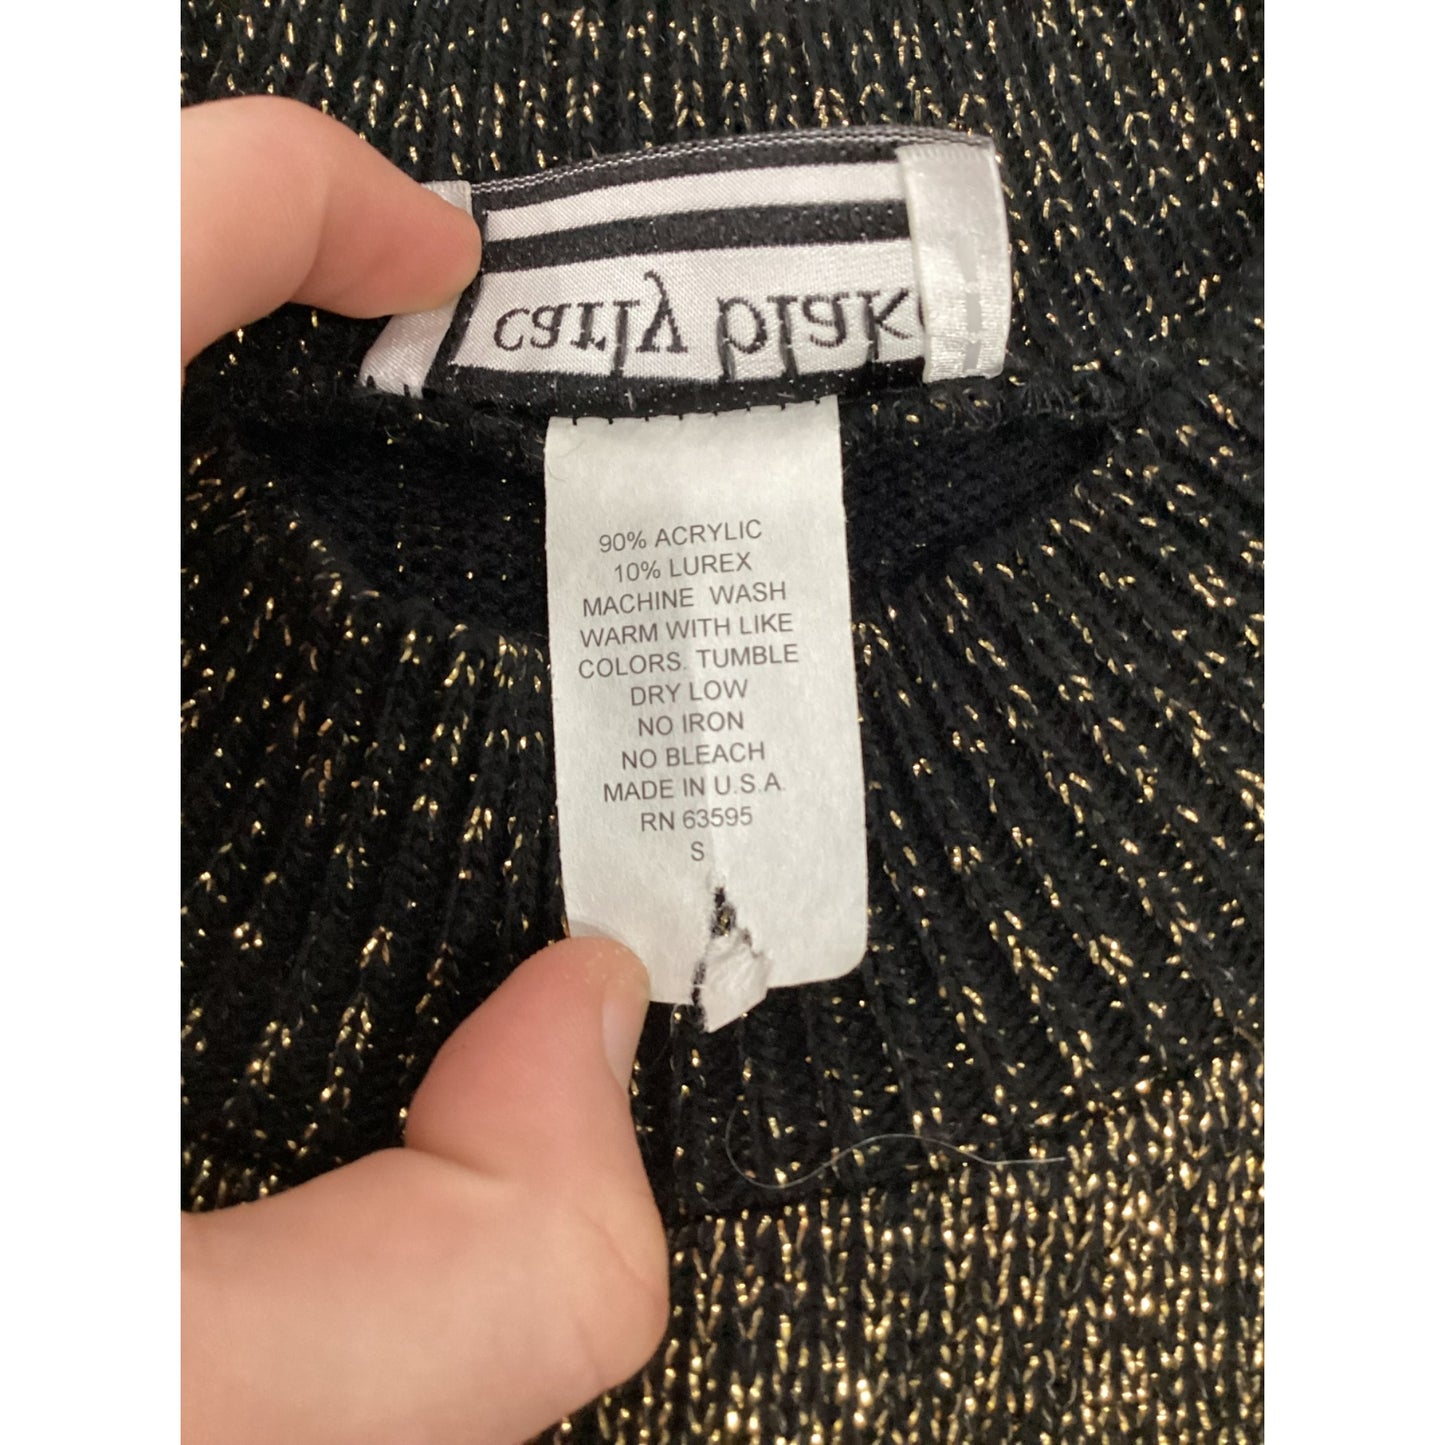 carly blak
90% ACRYLIC
10% LUREX
MACHINE WASH
WARM WITH LIKE
COLORS. TUMBLE
DRY LOW
NO IRON
NO BLEACH
MADE IN U.S.A.
RN 63595
S